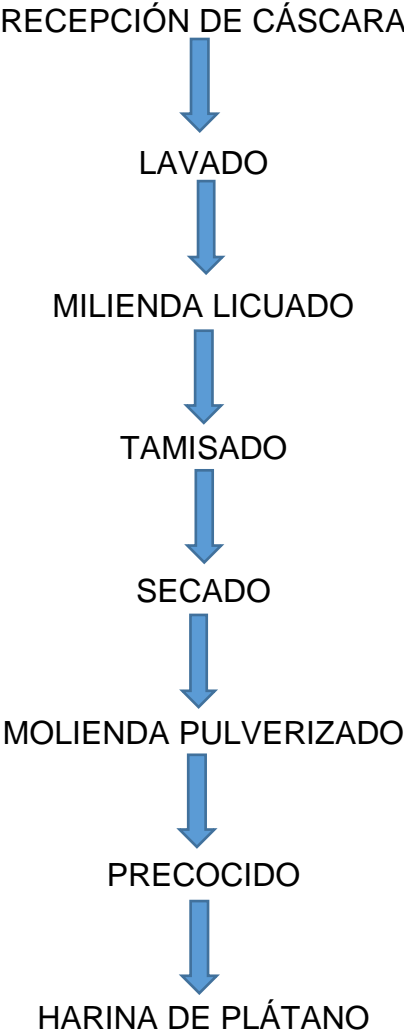 RECEPCIÓN DE CÁSCARA
LAVADO
MILIENDA LICUADO
TAMISADO
SECADO
MOLIENDA PULVERIZADO
PRECOCIDO
HARINA DE PLÁTANO